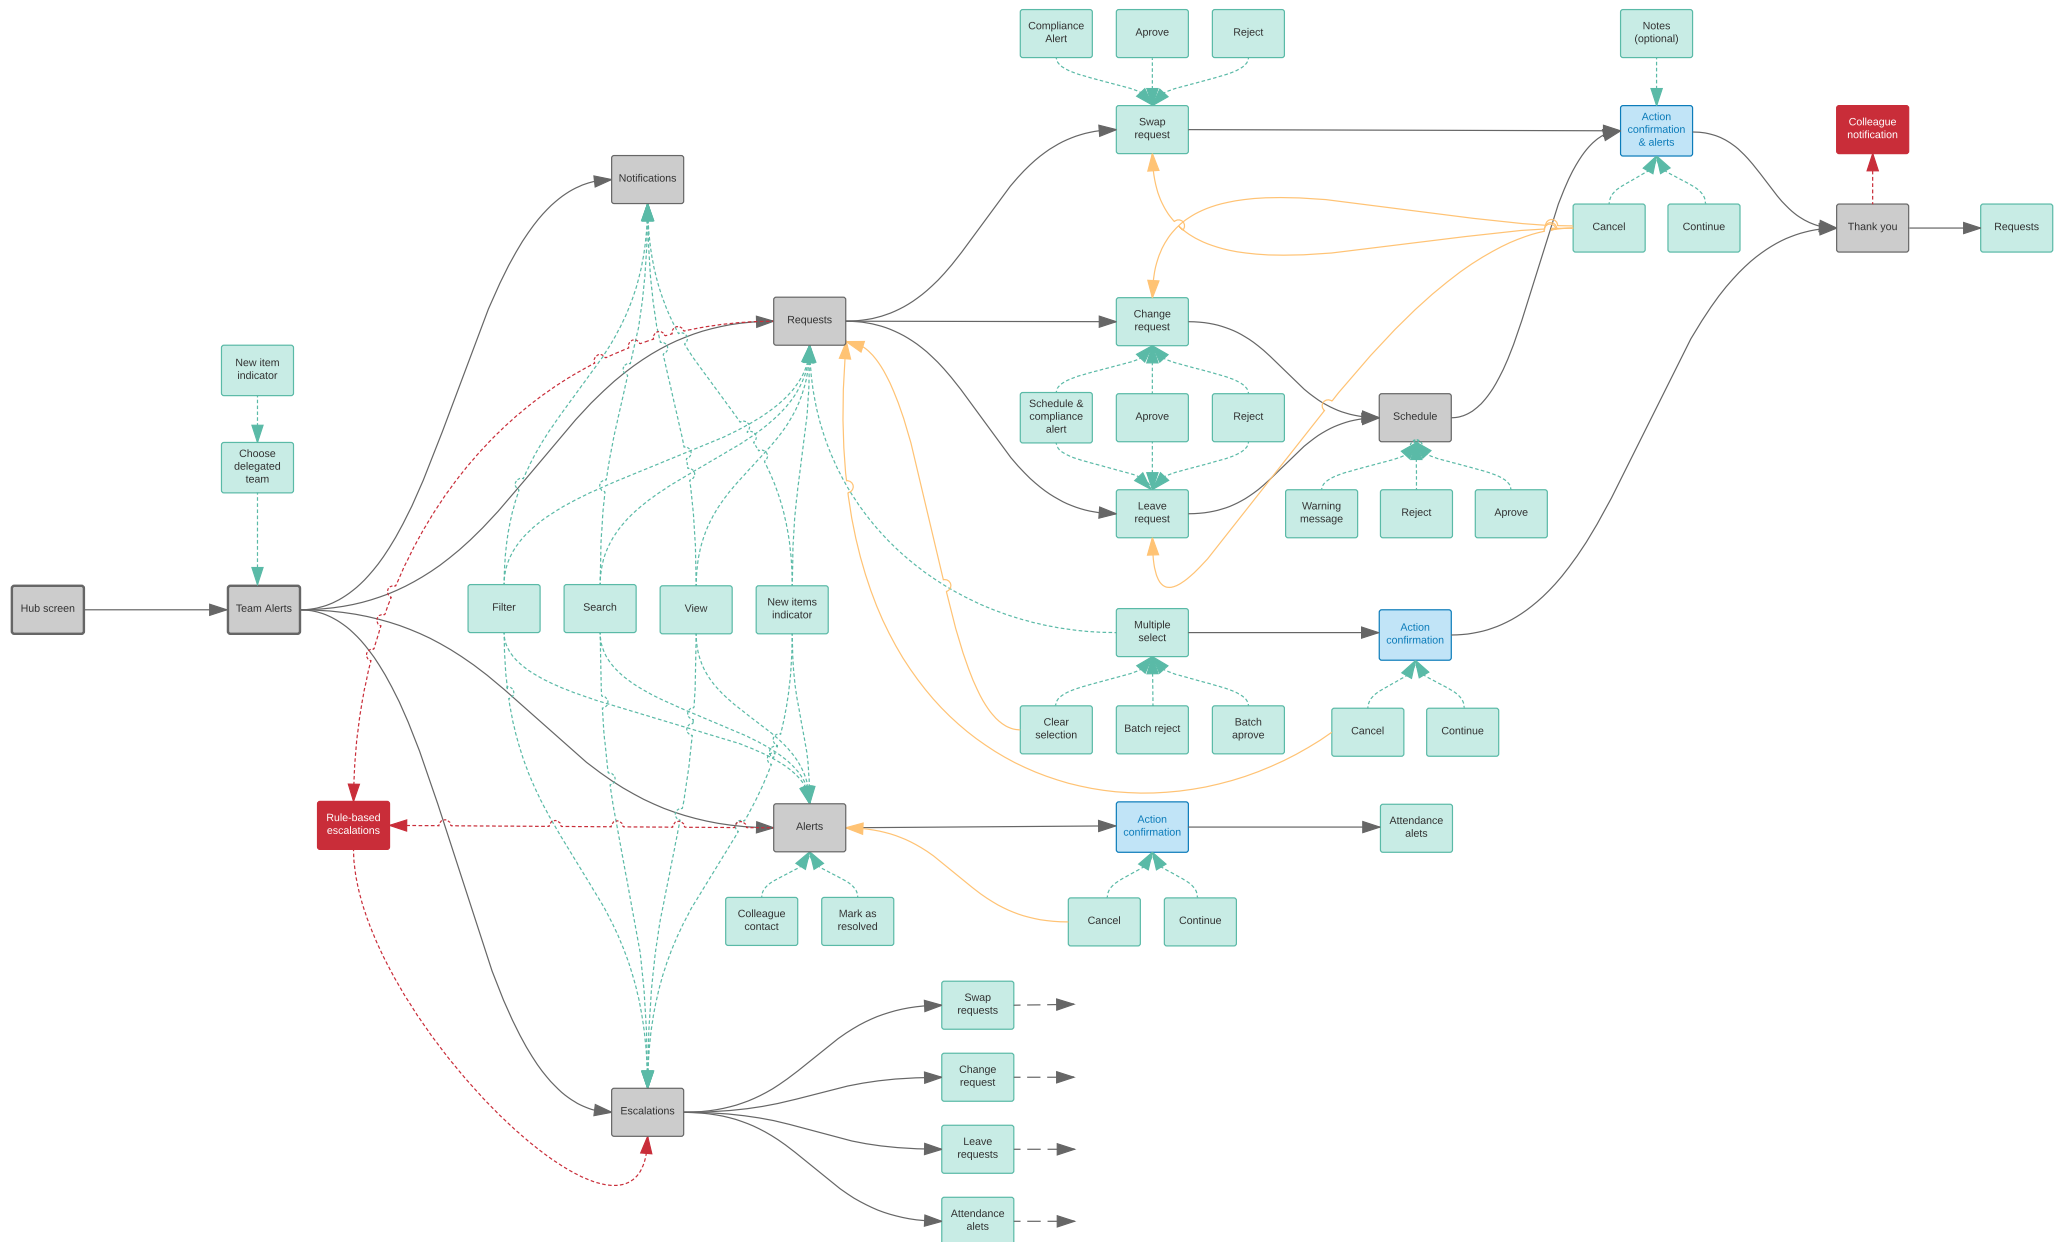 Compliance
Alert
Aprove
Reject
Notes
(optional)
Swap
request
Action
confirmation
& alerts
Colleague
notification
Notifications
Cancel
Continue
Thank you
Requests
Requests
Change
request
New item
indicator
Schedule &
compliance
alert
Aprove
Reject
Schedule
Choose
delegated
team
Leave
request
Warning
message
Reject
Aprove
Hub screen
Team Alerts
Filter
Search
View
New items
indicator
Multiple
select
Action
confirmation
Clear
selection
Batch reject
Batch
aprove
Cancel
Continue
Rule-based
escalations
Alerts
Action
confirmation
Attendance
alets
Colleague
contact
Mark as
resolved
Cancel
Continue
Swap
requests
Change
request
Escalations
Leave
requests
Attendance
alets